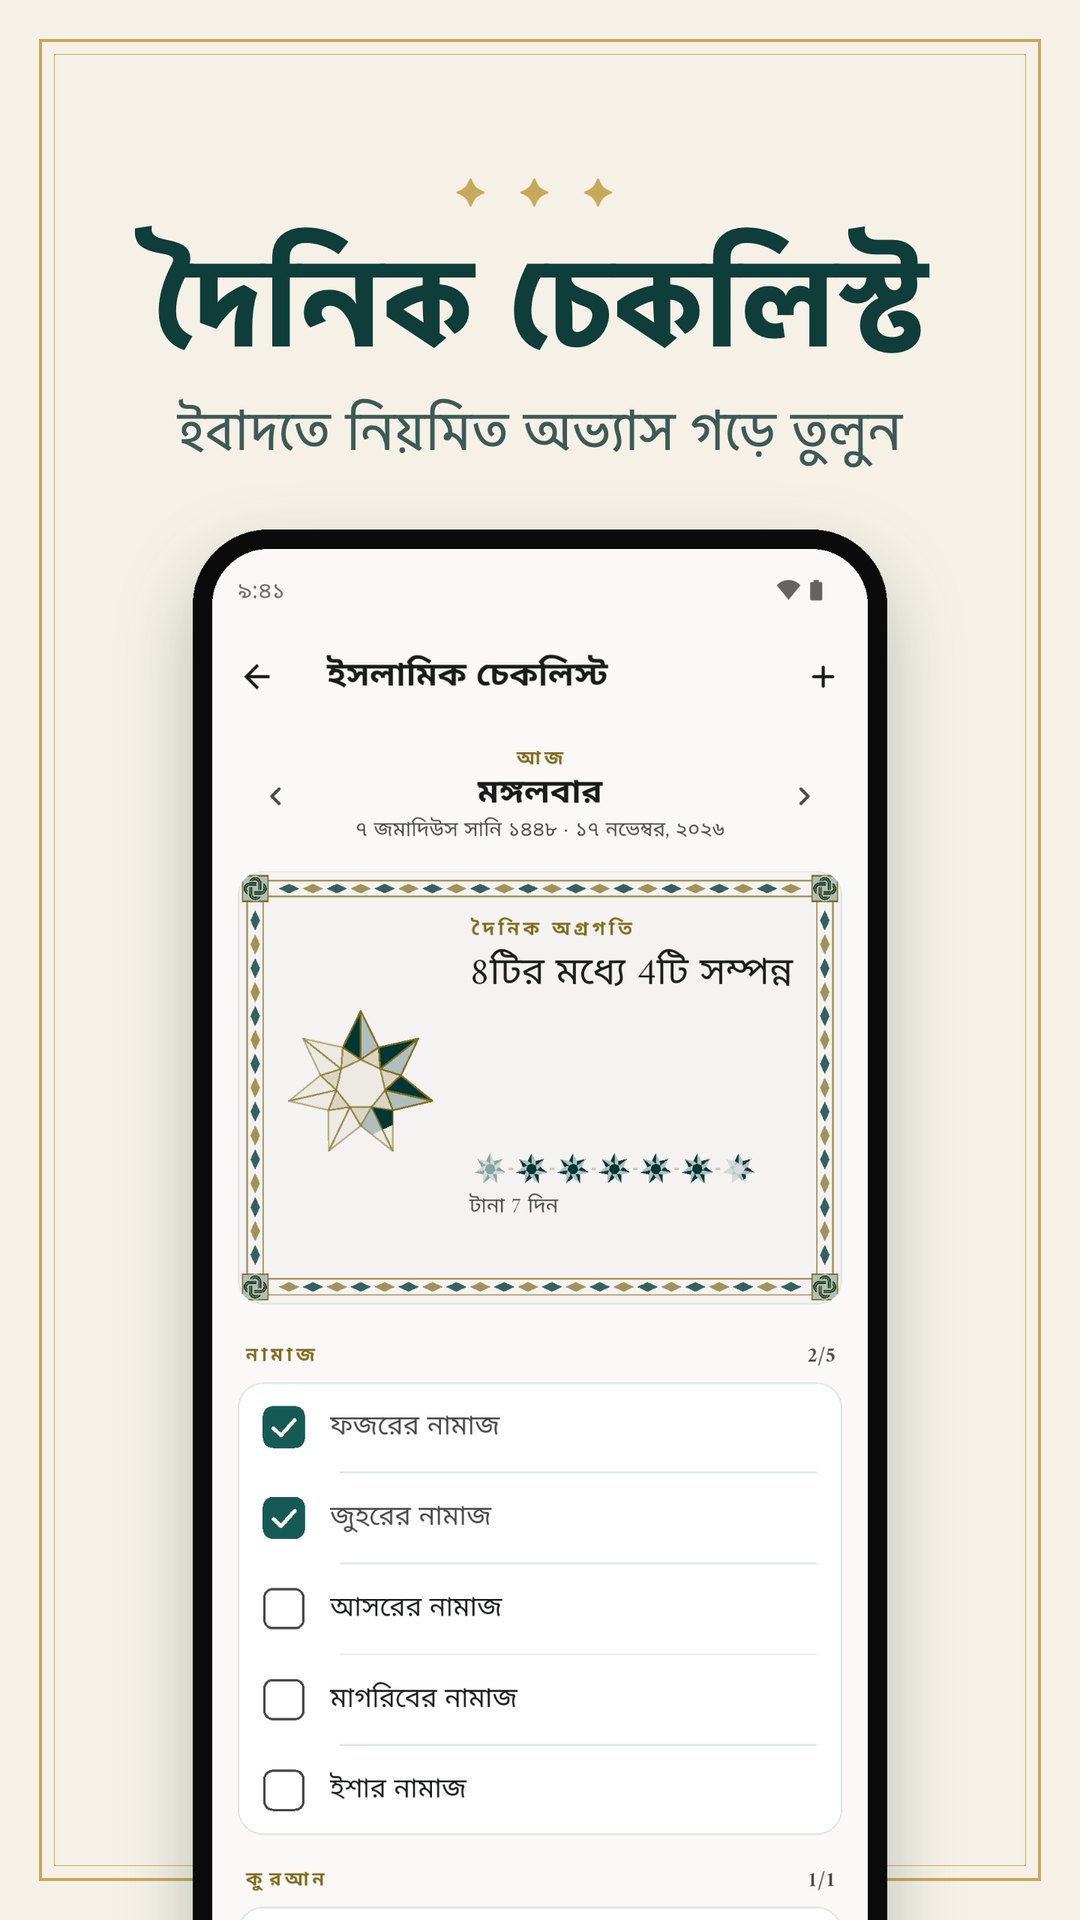 দৈনিক চেকলিস্ট
ইবাদতে নিয়মিত অভ্যাস গড়ে তুলুন
৯:৪১
ইসলামিক চেকলিস্ট
আজ
মঙ্গলবার
৭ জমাদিউস সানি ১৪৪৮ · ১৭ নভেম্বর, ২০২৬
দৈনিক অগ্রগতি
8টির মধ্যে 4টি সম্পন্ন
টানা 7 দিন
নামাজ 2/5
ফজরের নামাজ
জুহরের নামাজ
আসরের নামাজ
মাগরিবের নামাজ
ইশার নামাজ
কুরআন 1/1